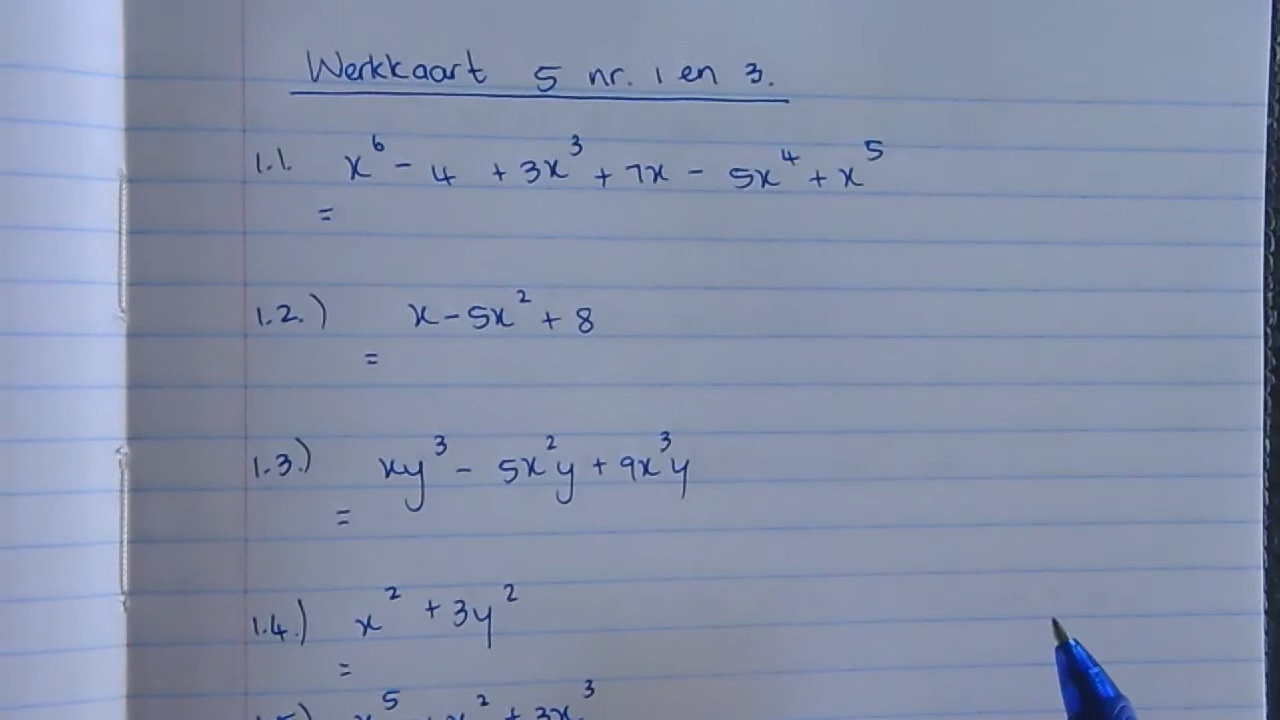 Werkkaart 5 nr. 1 en 3.
1.1. x⁶ - 4 + 3x³ + 7x - 5x⁴ + x⁵
=
1.2.) x - 5x² + 8
=
1.3.) xy³ - 5x²y + 9x³y
=
1.4.) x² + 3y²
=